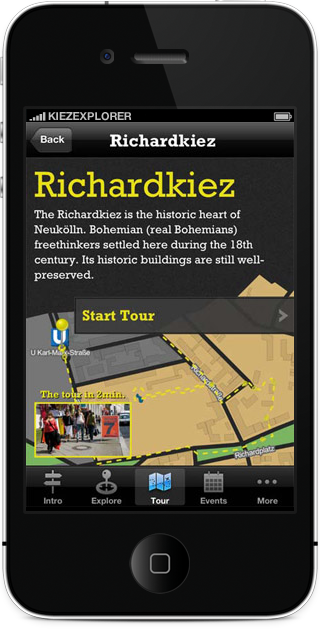 KIEZEXPLORER
Back
Richardkiez
Richardkiez
The Richardkiez is the historic heart of
Neukölln. Bohemian (real Bohemians)
freethinkers settled here during the 18th
century. Its historic buildings are still well-
preserved.
Start Tour
U
U Karl-Marx-Straße
Richardstraße
The tour in 2min.
7
Richardplatz
Intro
Explore
Tour
Events
More